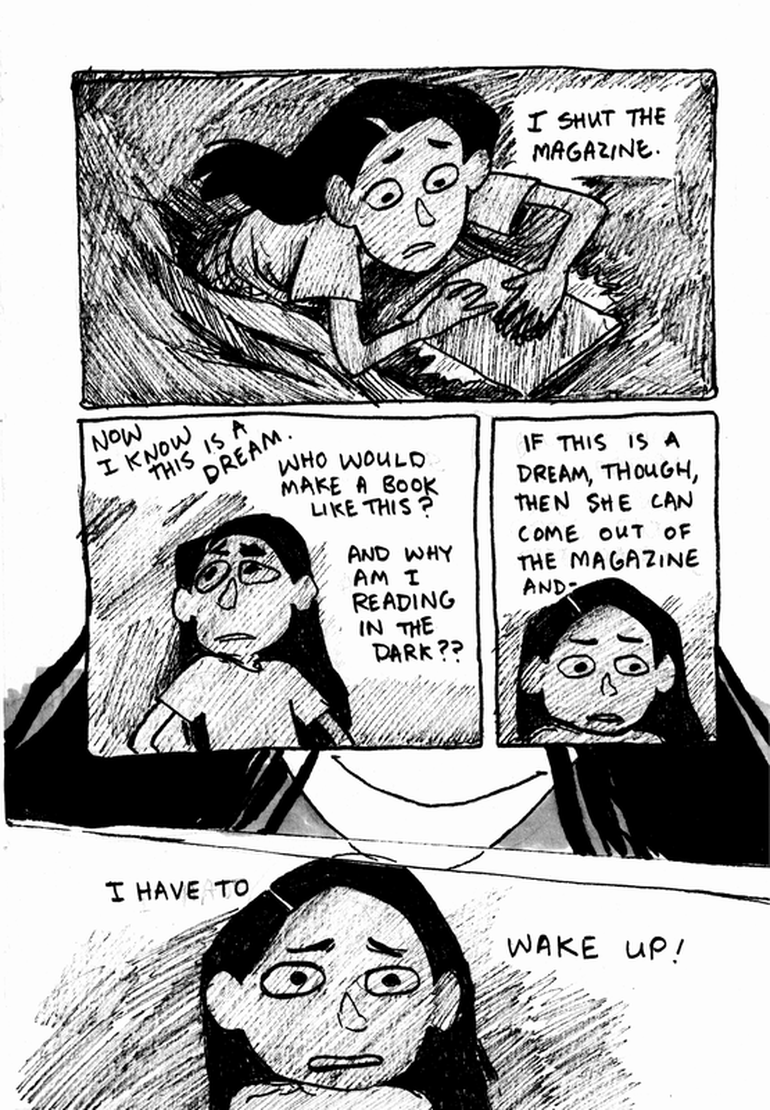 I SHUT THE
MAGAZINE.
NOW
I KNOW
THIS IS A
DREAM.
WHO WOULD
MAKE A BOOK
LIKE THIS?
AND WHY
AM I
READING
IN THE
DARK??
IF THIS IS A
DREAM, THOUGH,
THEN SHE CAN
COME OUT OF
THE MAGAZINE
AND-
I HAVE TO
WAKE UP!